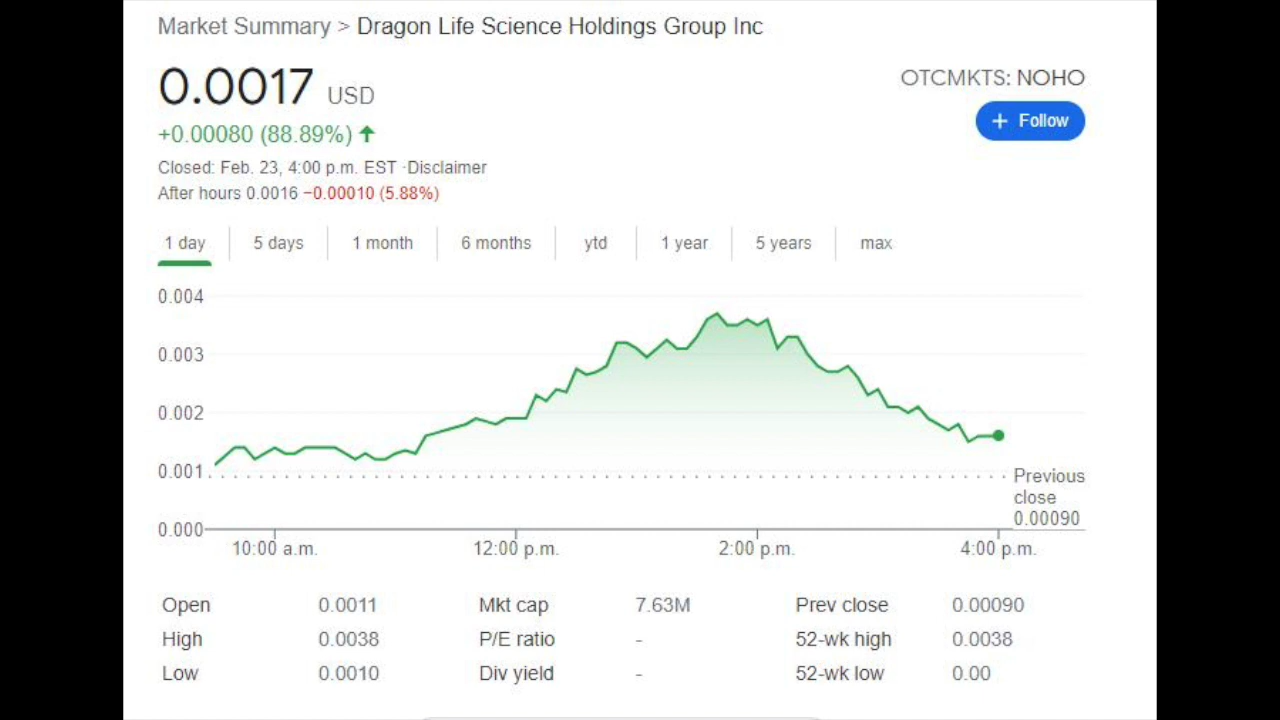 Market Summary > Dragon Life Science Holdings Group Inc
0.0017 USD
OTCMKTS: NOHO
+ Follow
+0.00080 (88.89%)
Closed: Feb. 23, 4:00 p.m. EST ·Disclaimer
After hours 0.0016 −0.00010 (5.88%)
1 day 5 days 1 month 6 months ytd 1 year 5 years max
0.004
0.003
0.002
0.001
Previous
close
0.00090
0.000
10:00 a.m. 12:00 p.m. 2:00 p.m. 4:00 p.m.
Open 0.0011 Mkt cap 7.63M Prev close 0.00090
High 0.0038 P/E ratio - 52-wk high 0.0038
Low 0.0010 Div yield - 52-wk low 0.00